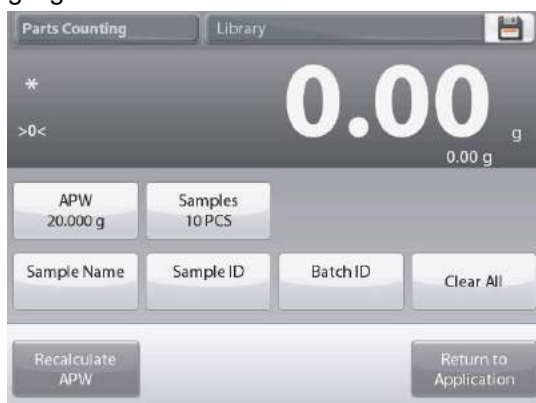 Parts Counting
Library
*
>0<
0.00 g
0.00 g
APW
20.000 g
Samples
10 PCS
Sample Name
Sample ID
Batch ID
Clear All
Recalculate
APW
Return to
Application